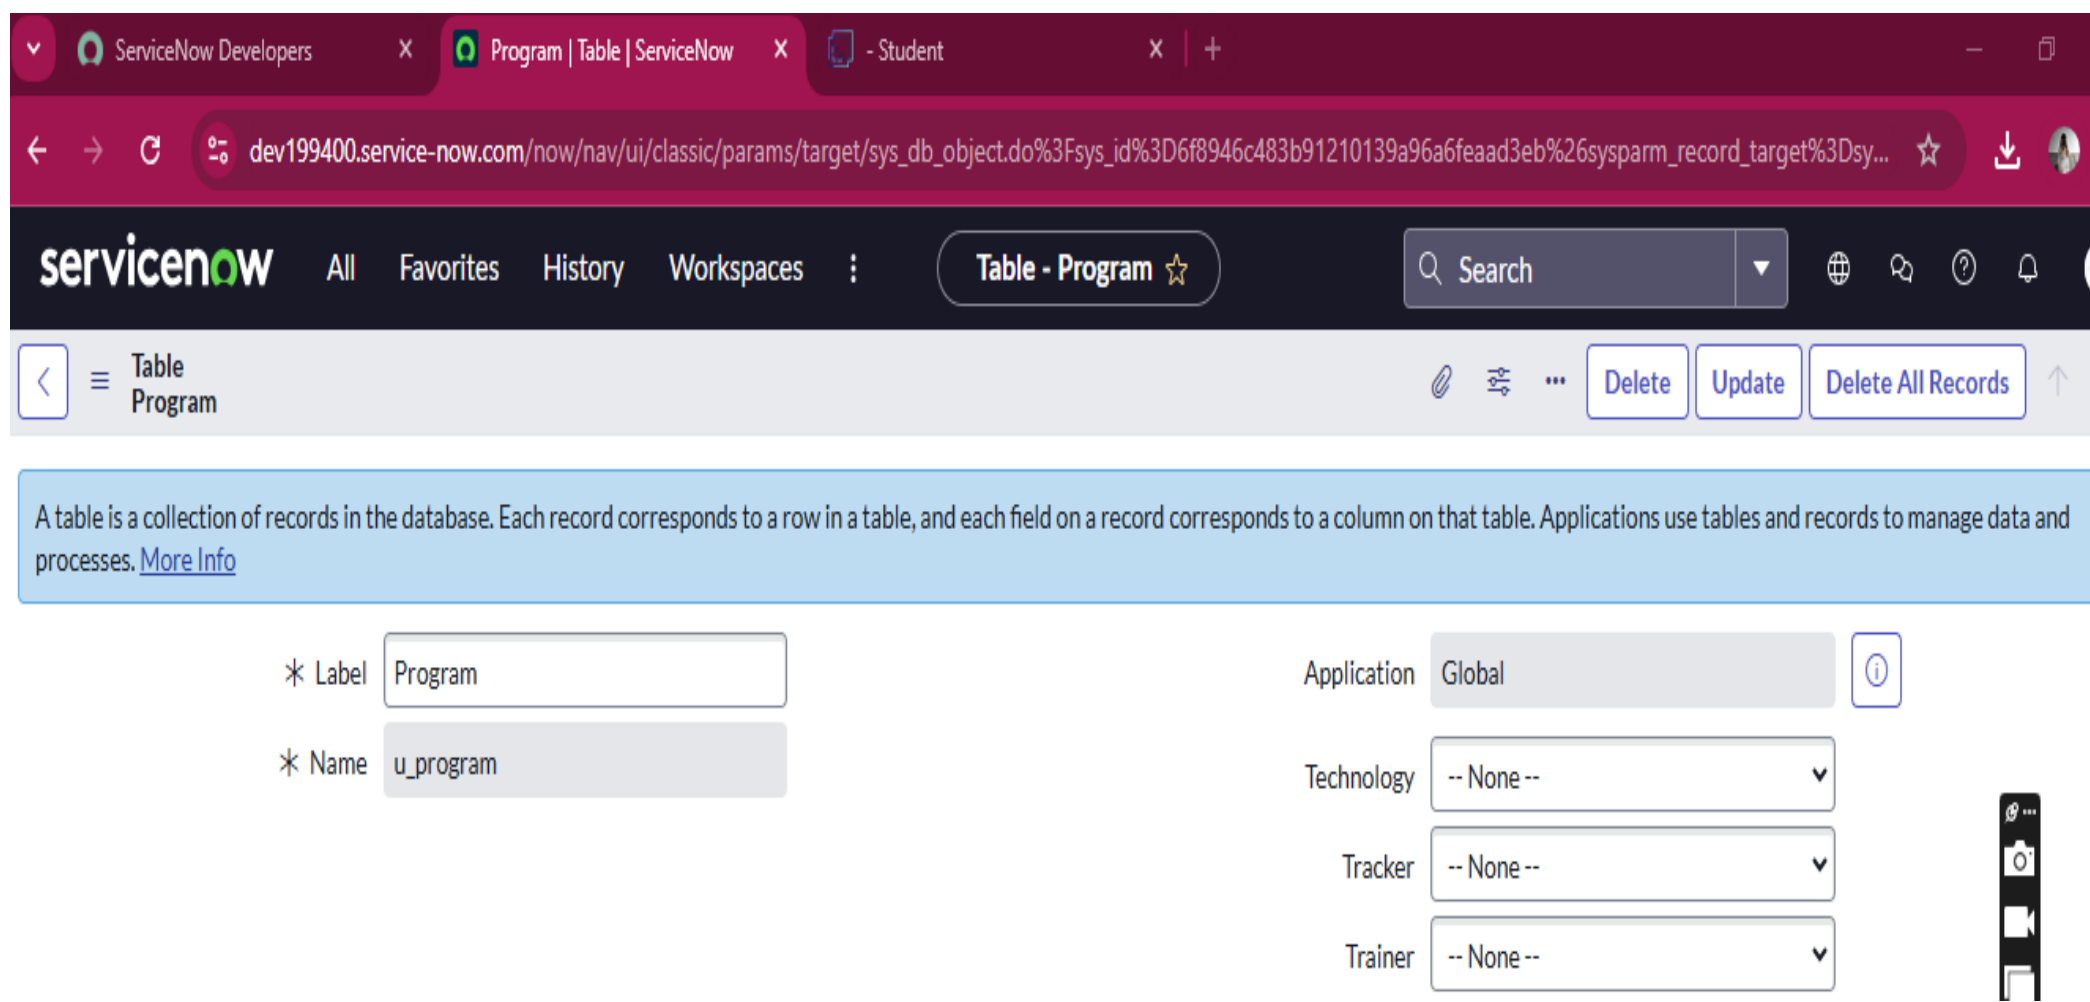 ServiceNow Developers
Program | Table | ServiceNow
- Student
dev199400.service-now.com/now/nav/ui/classic/params/target/sys_db_object.do%3Fsys_id%3D6f8946c483b91210139a96a6feaad3eb%26sysparm_record_target%3Dsy...
servicenow
All
Favorites
History
Workspaces
Table - Program
Search
Table
Program
Delete
Update
Delete All Records
A table is a collection of records in the database. Each record corresponds to a row in a table, and each field on a record corresponds to a column on that table. Applications use tables and records to manage data and
processes. More Info
* Label Program
Application Global
* Name u_program
Technology -- None --
Tracker -- None --
Trainer -- None --